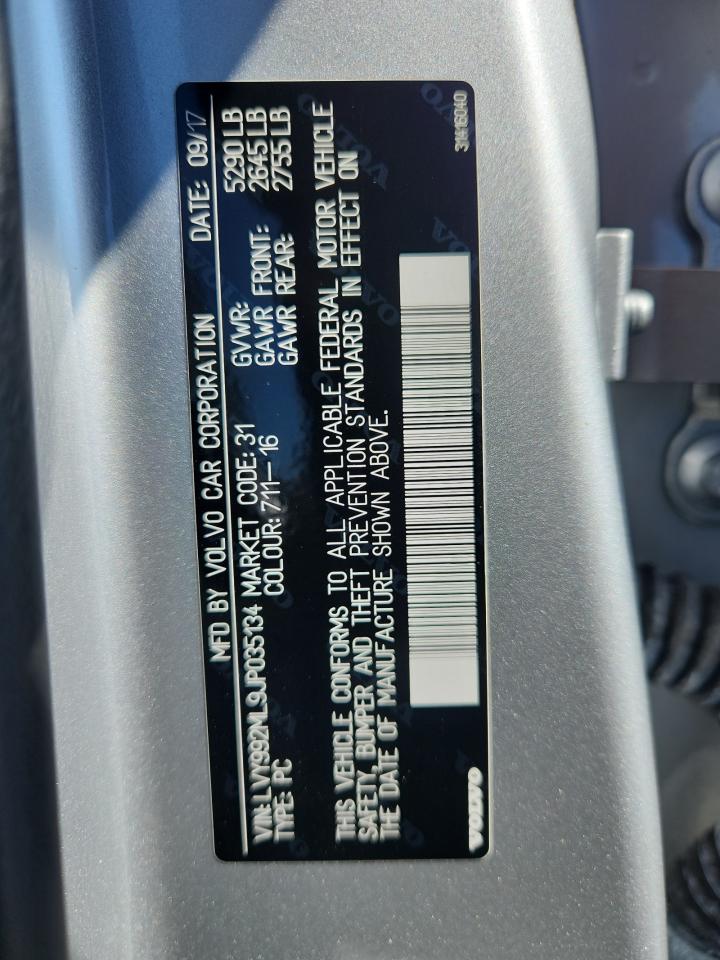 MFD BY VOLVO CAR CORPORATION DATE: 09/17
VIN: LVY992ML9JP035134 MARKET CODE: 31 GVWR: 5290 LB
TYPE: PC COLOUR: 711-16 GAWR FRONT: 2645 LB
GAWR REAR: 2755 LB
THIS VEHICLE CONFORMS TO ALL APPLICABLE FEDERAL MOTOR VEHICLE
SAFETY, BUMPER AND THEFT PREVENTION STANDARDS IN EFFECT ON
THE DATE OF MANUFACTURE SHOWN ABOVE.
VOLVO 31416040